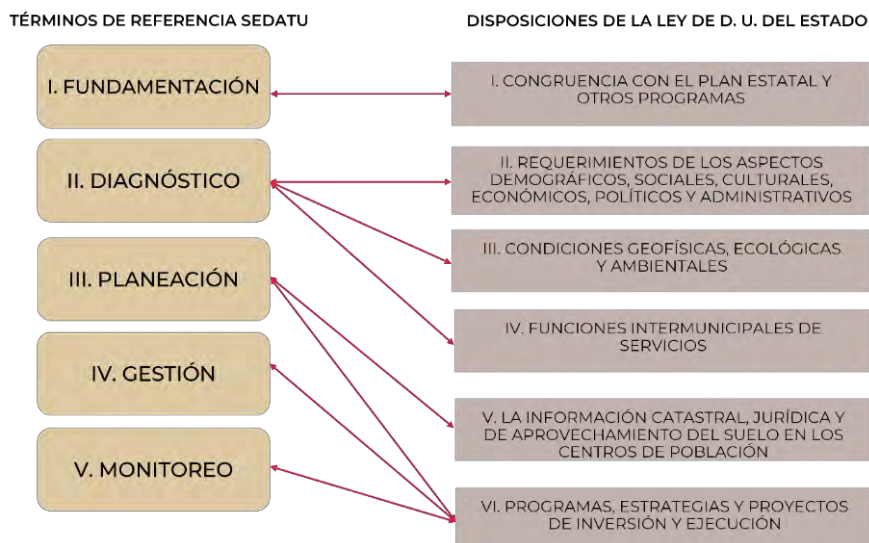 TÉRMINOS DE REFERENCIA SEDATU
DISPOSICIONES DE LA LEY DE D. U. DEL ESTADO
I. FUNDAMENTACIÓN
I. CONGRUENCIA CON EL PLAN ESTATAL Y
OTROS PROGRAMAS
II. DIAGNÓSTICO
II. REQUERIMIENTOS DE LOS ASPECTOS
DEMOGRÁFICOS, SOCIALES, CULTURALES,
ECONÓMICOS, POLÍTICOS Y ADMINISTRATIVOS
III. PLANEACIÓN
III. CONDICIONES GEOFÍSICAS, ECOLÓGICAS
Y AMBIENTALES
IV. GESTIÓN
IV. FUNCIONES INTERMUNICIPALES DE
SERVICIOS
V. MONITOREO
V. LA INFORMACIÓN CATASTRAL, JURÍDICA Y
DE APROVECHAMIENTO DEL SUELO EN LOS
CENTROS DE POBLACIÓN
VI. PROGRAMAS, ESTRATEGIAS Y PROYECTOS
DE INVERSIÓN Y EJECUCIÓN